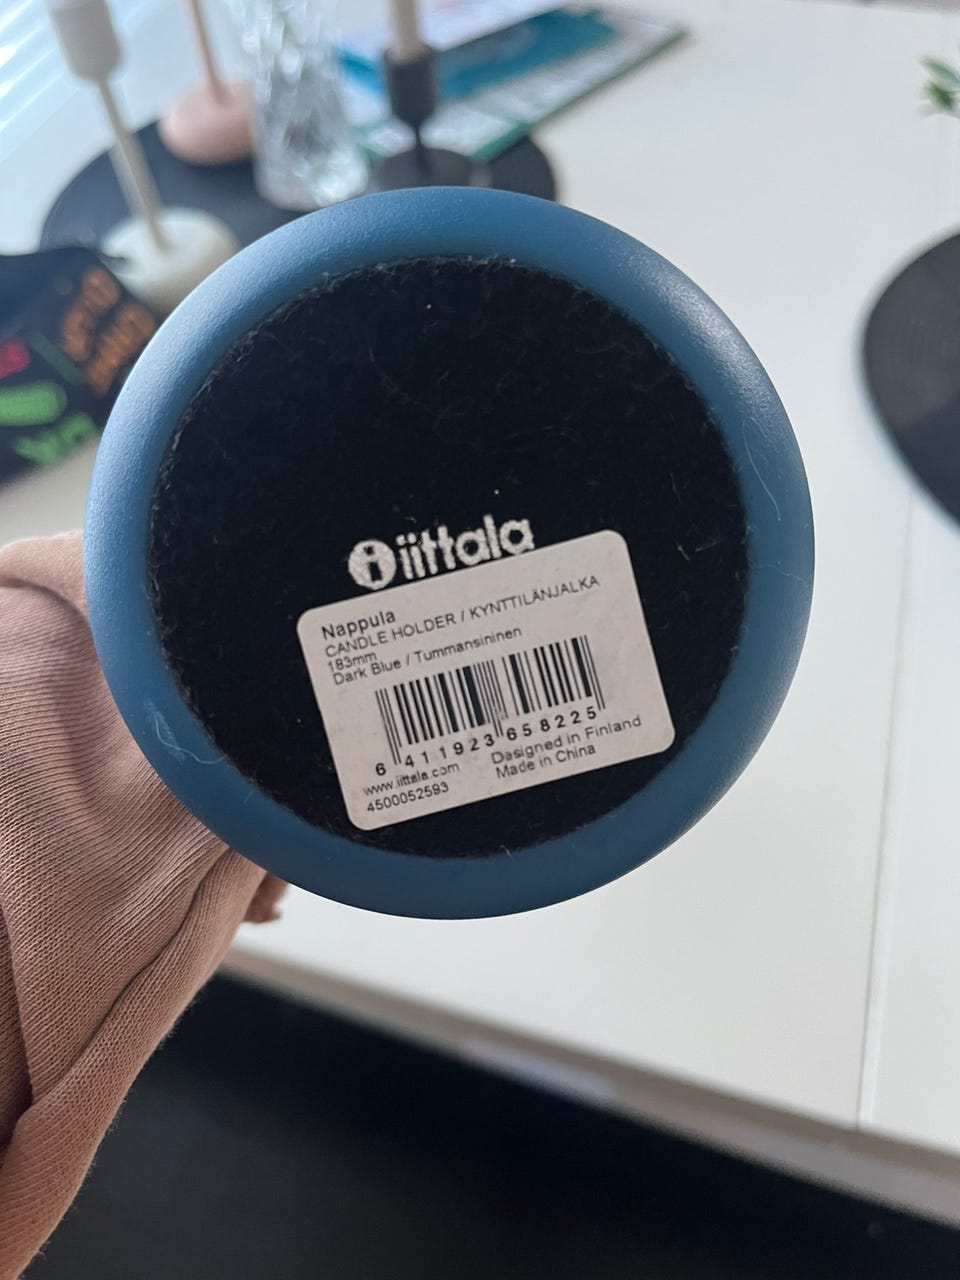 iittala
Nappula
CANDLE HOLDER / KYNTTILÄNJALKA
183mm
Dark Blue / Tummansininen
6 411923 658225
www.iittala.com
4500052593
Designed in Finland
Made in China